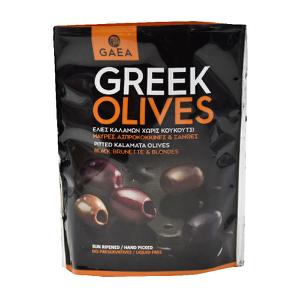 GAEA
GREEK
OLIVES
ΕΛΙΕΣ ΚΑΛΑΜΩΝ ΧΩΡΙΣ ΚΟΥΚΟΥΤΣΙ
ΜΑΥΡΕΣ ΑΣΠΡΟΚΟΚΚΙΝΕΣ & ΞΑΝΘΕΣ
PITTED KALAMATA OLIVES
BLACK BRUNETTE & BLONDES
SUN RIPENED / HAND PICKED
NO PRESERVATIVES / LIQUID FREE